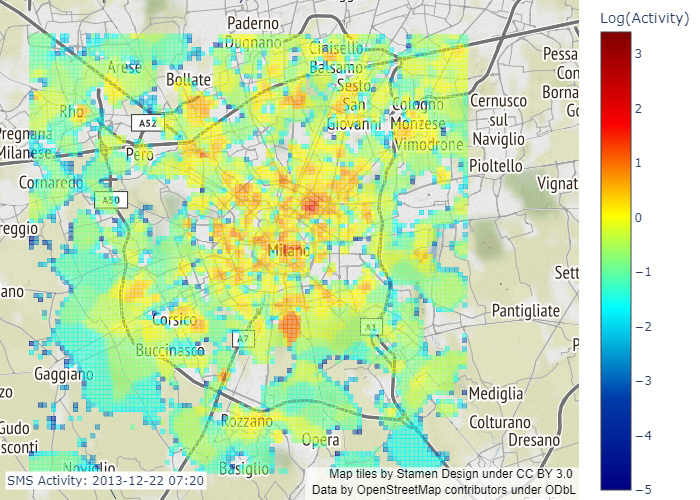 Log(Activity)
3
2
1
0
−1
−2
−3
−4
−5
Paderno
Dugnano
Cinisello
Balsamo
Arese
Bollate
Sesto
San
Giovanni
Rho
A52
Cologno
Monzese
Vimodrone
Cernusco
sul
Naviglio
Pessa
Con
Borna
Go
Pregnana
Milanese
Pero
Pioltello
Cornaredo
A50
Vignat
reggio
Milano
Sett
ano
Pantigliate
Corsico
A7
A1
Buccinasco
P
Gaggiano
zo
Mediglia
Rozzano
Colturano
Gudo
sconti
Opera
Dresano
Noviglio
Basiglio
SMS Activity: 2013-12-22 07:20
Map tiles by Stamen Design under CC BY 3.0
Data by OpenStreetMap contributors under ODbL